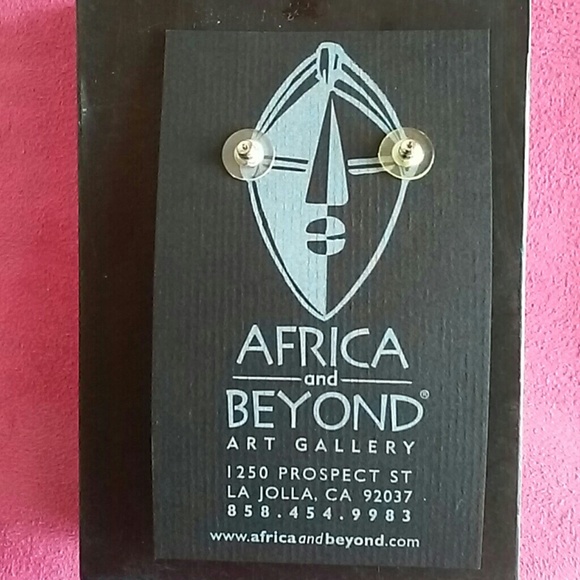 AFRICA
and
BEYOND®
ART GALLERY
1250 PROSPECT ST
LA JOLLA, CA 92037
858.454.9983
www.africaandbeyond.com